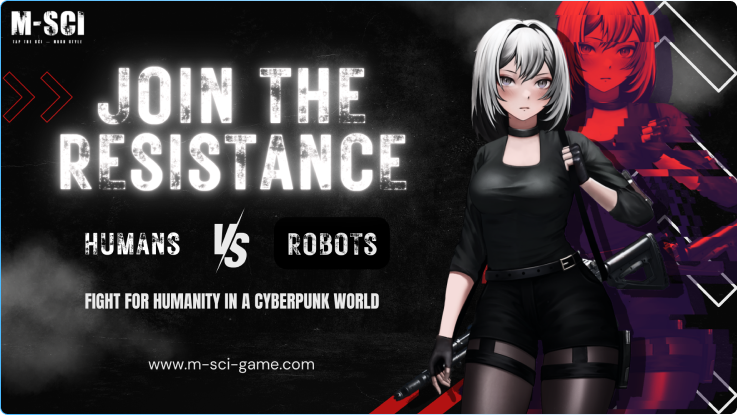 M-SCI
JOIN THE
RESISTANCE
HUMANS VS ROBOTS
FIGHT FOR HUMANITY IN A CYBERPUNK WORLD
www.m-sci-game.com